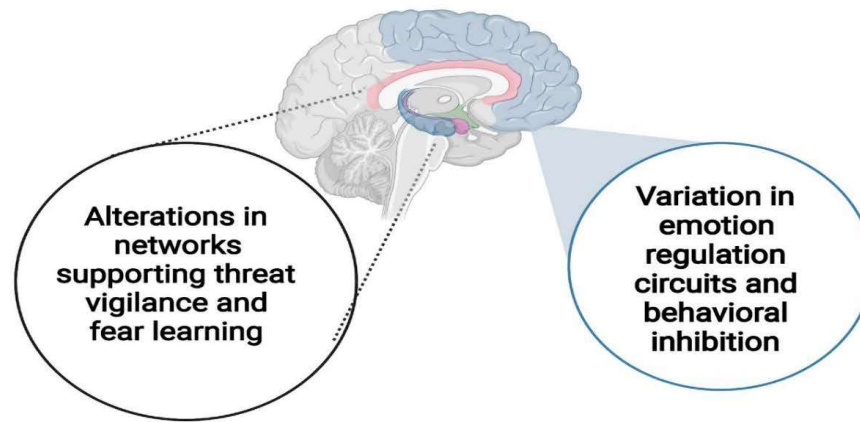 Alterations in
networks
supporting threat
vigilance and
fear learning
Variation in
emotion
regulation
circuits and
behavioral
inhibition